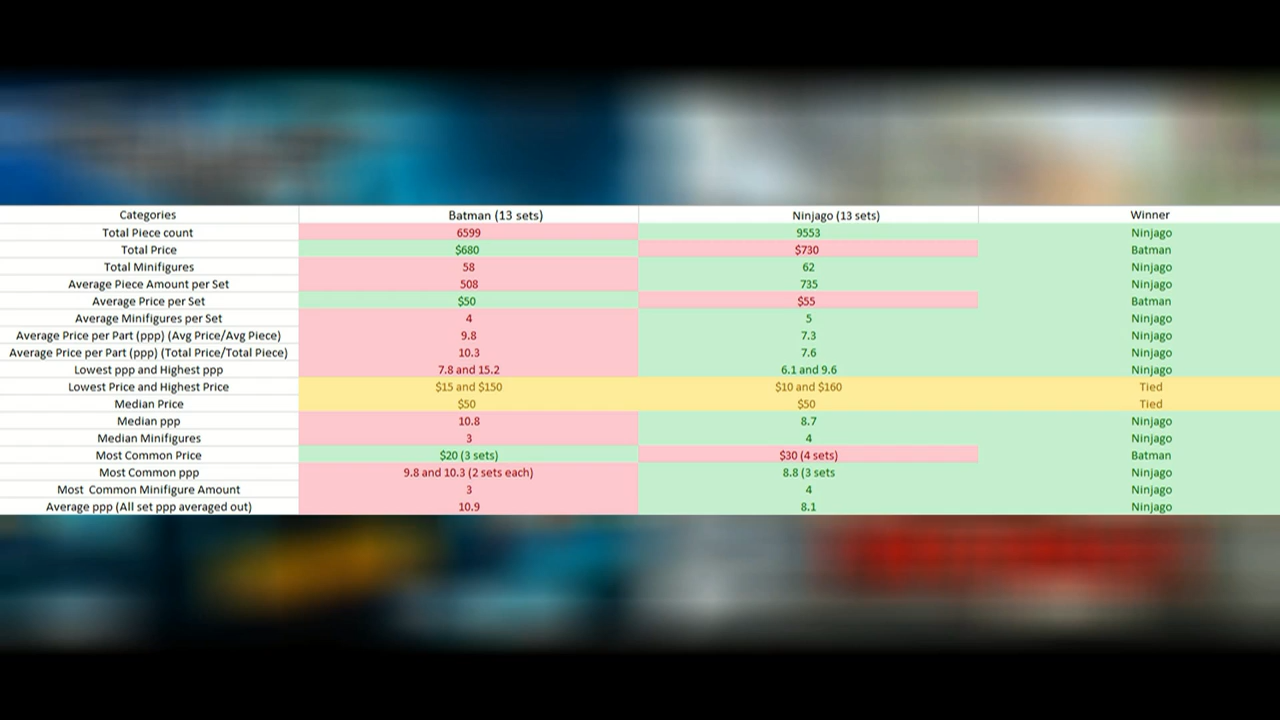 Categories Batman (13 sets) Ninjago (13 sets) Winner
Total Piece count 6599 9553 Ninjago
Total Price $680 $730 Batman
Total Minifigures 58 62 Ninjago
Average Piece Amount per Set 508 735 Ninjago
Average Price per Set $50 $55 Batman
Average Minifigures per Set 4 5 Ninjago
Average Price per Part (ppp) (Avg Price/Avg Piece) 9.8 7.3 Ninjago
Average Price per Part (ppp) (Total Price/Total Piece) 10.3 7.6 Ninjago
Lowest ppp and Highest ppp 7.8 and 15.2 6.1 and 9.6 Ninjago
Lowest Price and Highest Price $15 and $150 $10 and $160 Tied
Median Price $50 $50 Tied
Median ppp 10.8 8.7 Ninjago
Median Minifigures 3 4 Ninjago
Most Common Price $20 (3 sets) $30 (4 sets) Batman
Most Common ppp 9.8 and 10.3 (2 sets each) 8.8 (3 sets Ninjago
Most Common Minifigure Amount 3 4 Ninjago
Average ppp (All set ppp averaged out) 10.9 8.1 Ninjago